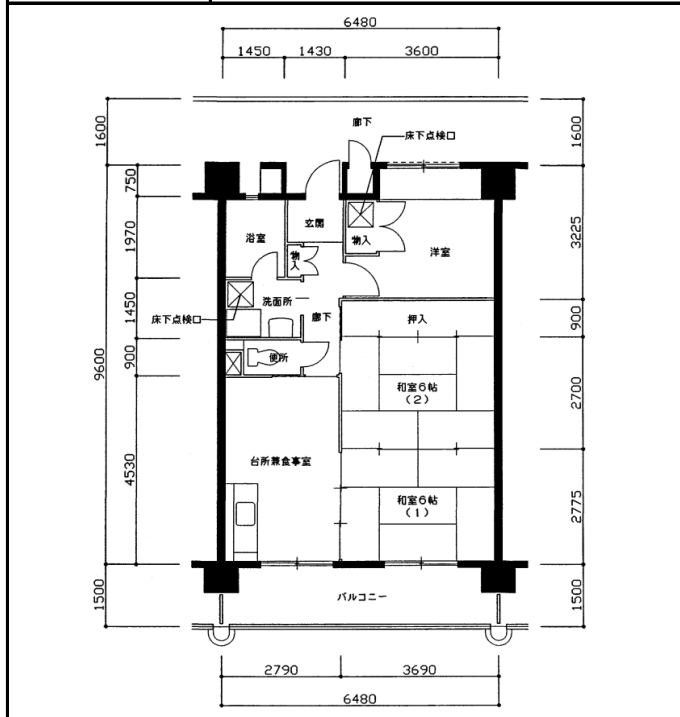 6480
1450 1430 3600
1600
廊下
床下点検口
1600
750
1970
1450
900
4530
9600
1500
玄関
浴室
物入
物入
洋室
3225
洗面所
床下点検口
廊下
押入
900
便所
和室6帖
(2)
2700
台所兼食事室
和室6帖
(1)
2775
バルコニー
1500
2790 3690
6480